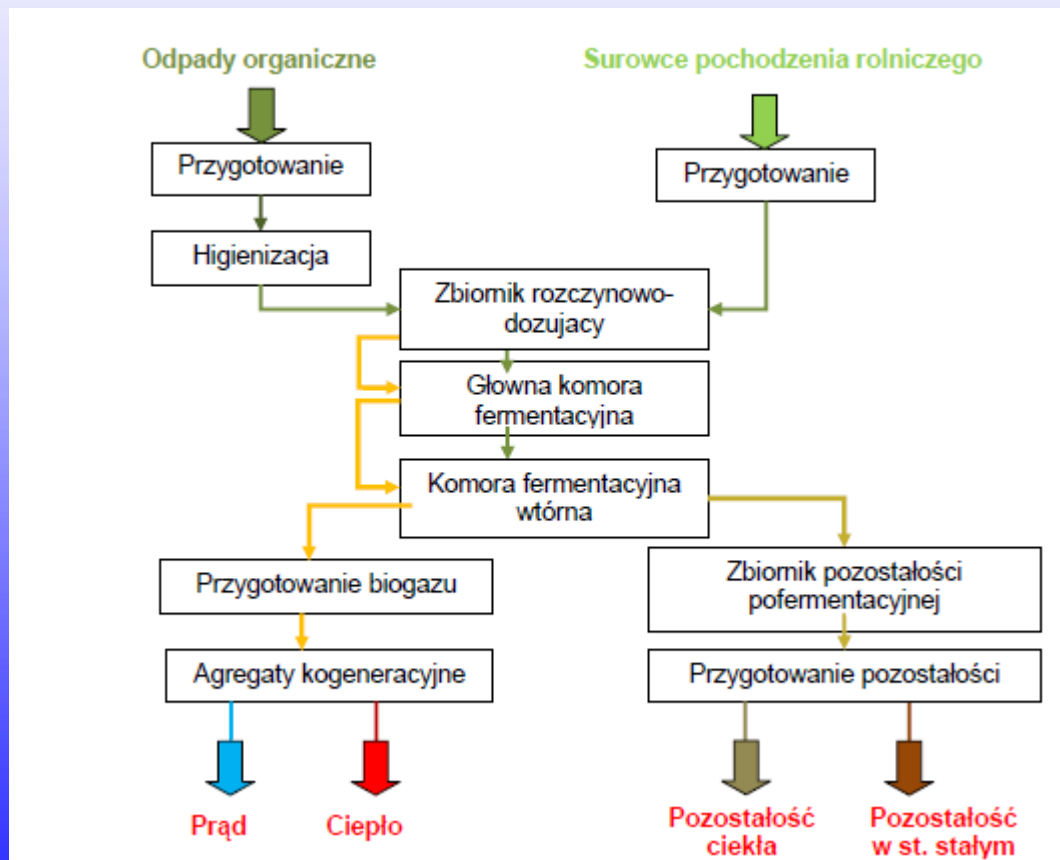 Odpady organiczne
Surowce pochodzenia rolniczego
Przygotowanie
Przygotowanie
Higienizacja
Zbiornik rozczynowo-
dozujacy
Głowna komora
fermentacyjna
Komora fermentacyjna
wtórna
Przygotowanie biogazu
Zbiornik pozostałości
pofermentacyjnej
Agregaty kogeneracyjne
Przygotowanie pozostałości
Prąd
Ciepło
Pozostałość
ciekła
Pozostałość
w st. stałym